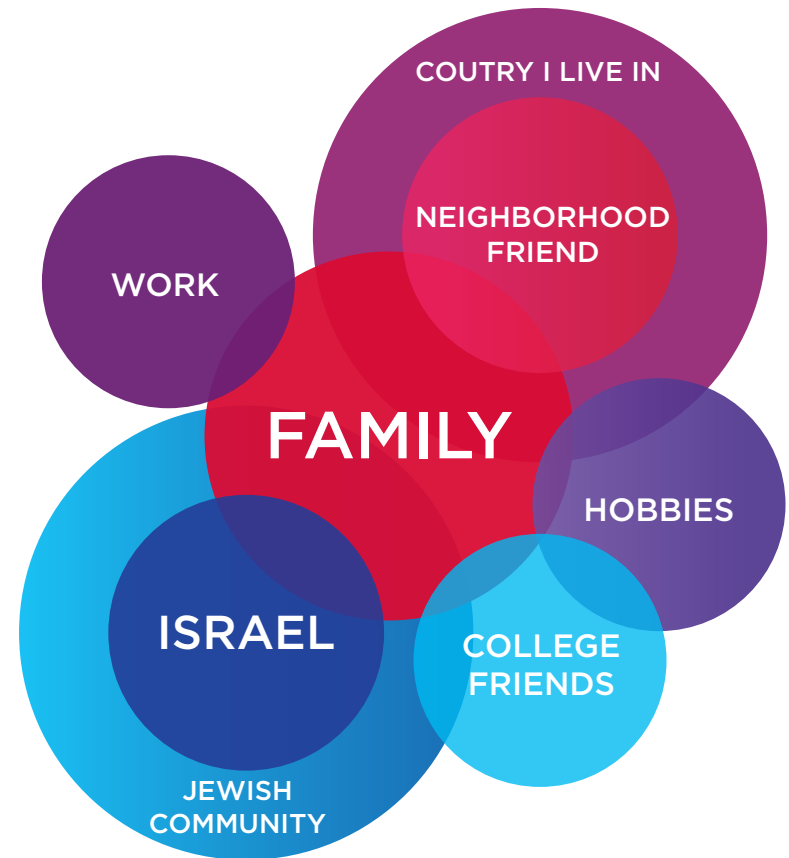 COUTRY I LIVE IN
NEIGHBORHOOD
FRIEND
WORK
FAMILY
HOBBIES
ISRAEL
COLLEGE
FRIENDS
JEWISH
COMMUNITY